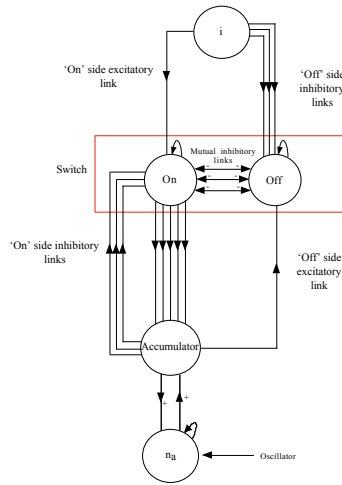 i
‘On’ side excitatory
link
‘Off’ side
inhibitory
links
Mutual inhibitory
links
Switch
On
Off
- -
- -
- -
‘On’ side inhibitory
links
‘Off’ side
excitatory
link
Accumulator
+ +
na
Oscillator